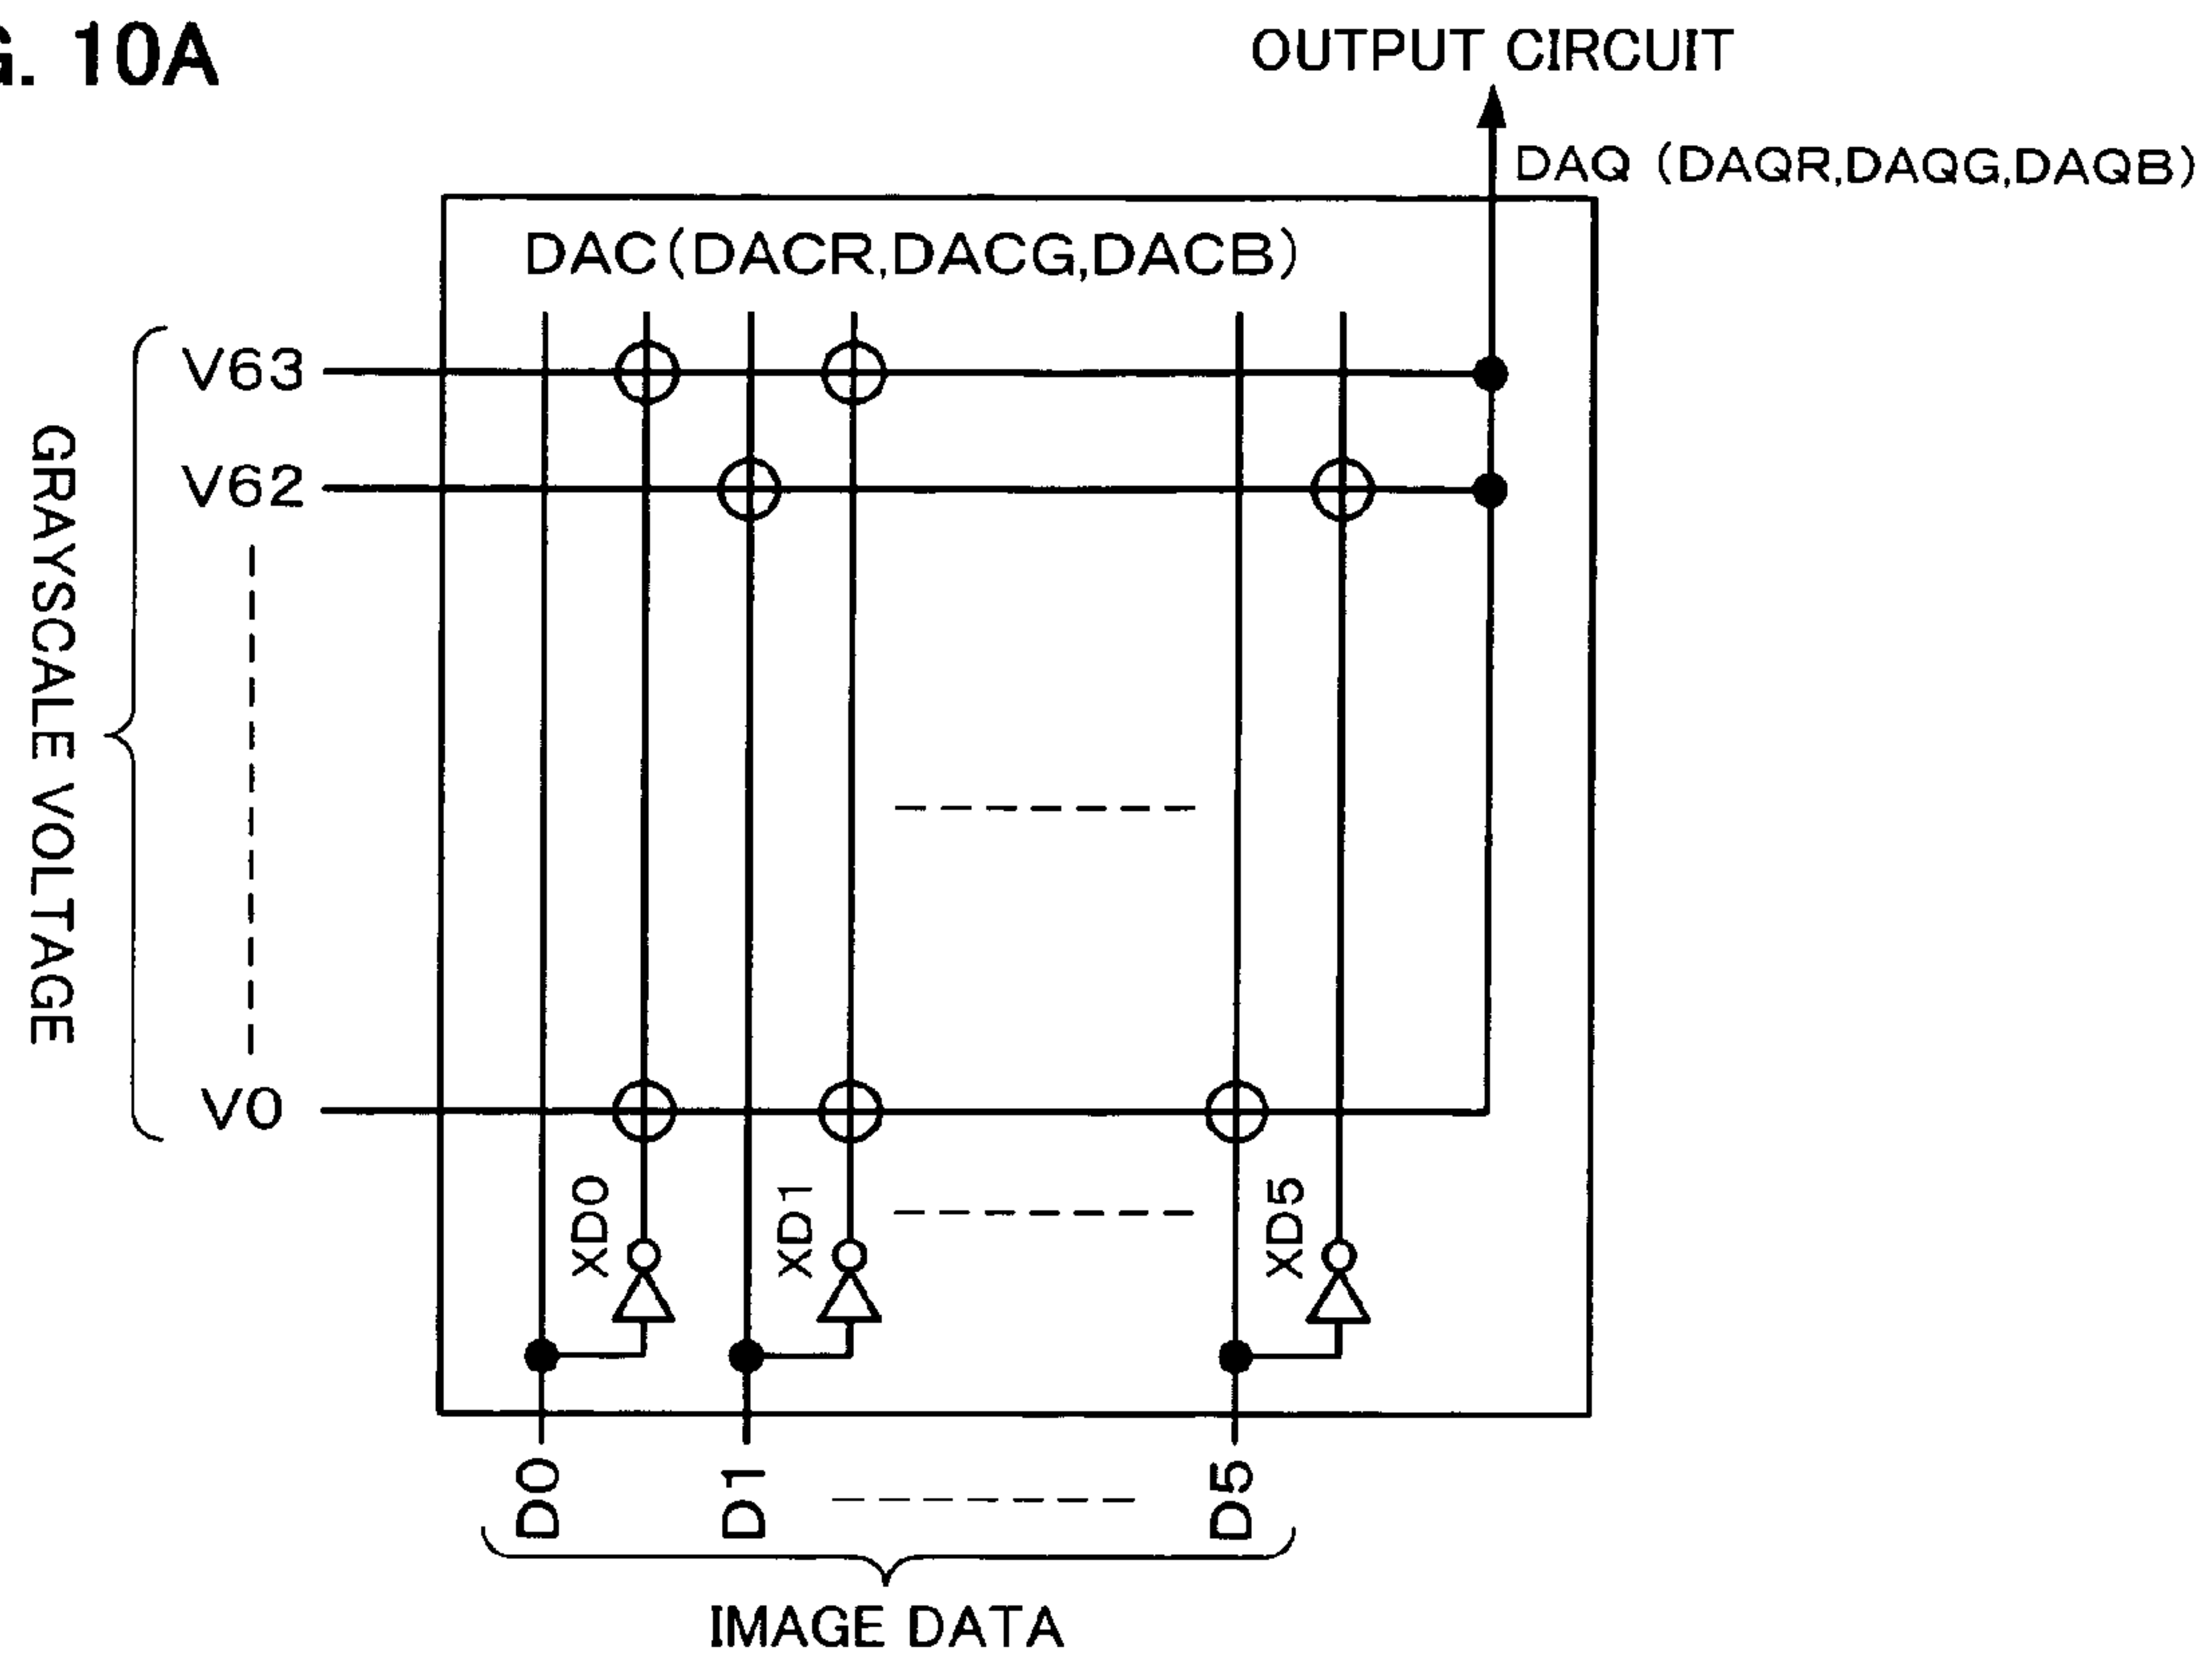 G. 10A
OUTPUT CIRCUIT
DAQ (DAQR,DAQG,DAQB)
DAC(DACR,DACG,DACB)
V63
V62
V0
GRAYSCALE VOLTAGE
XD0
XD1
XD5
D0
D1
D5
IMAGE DATA